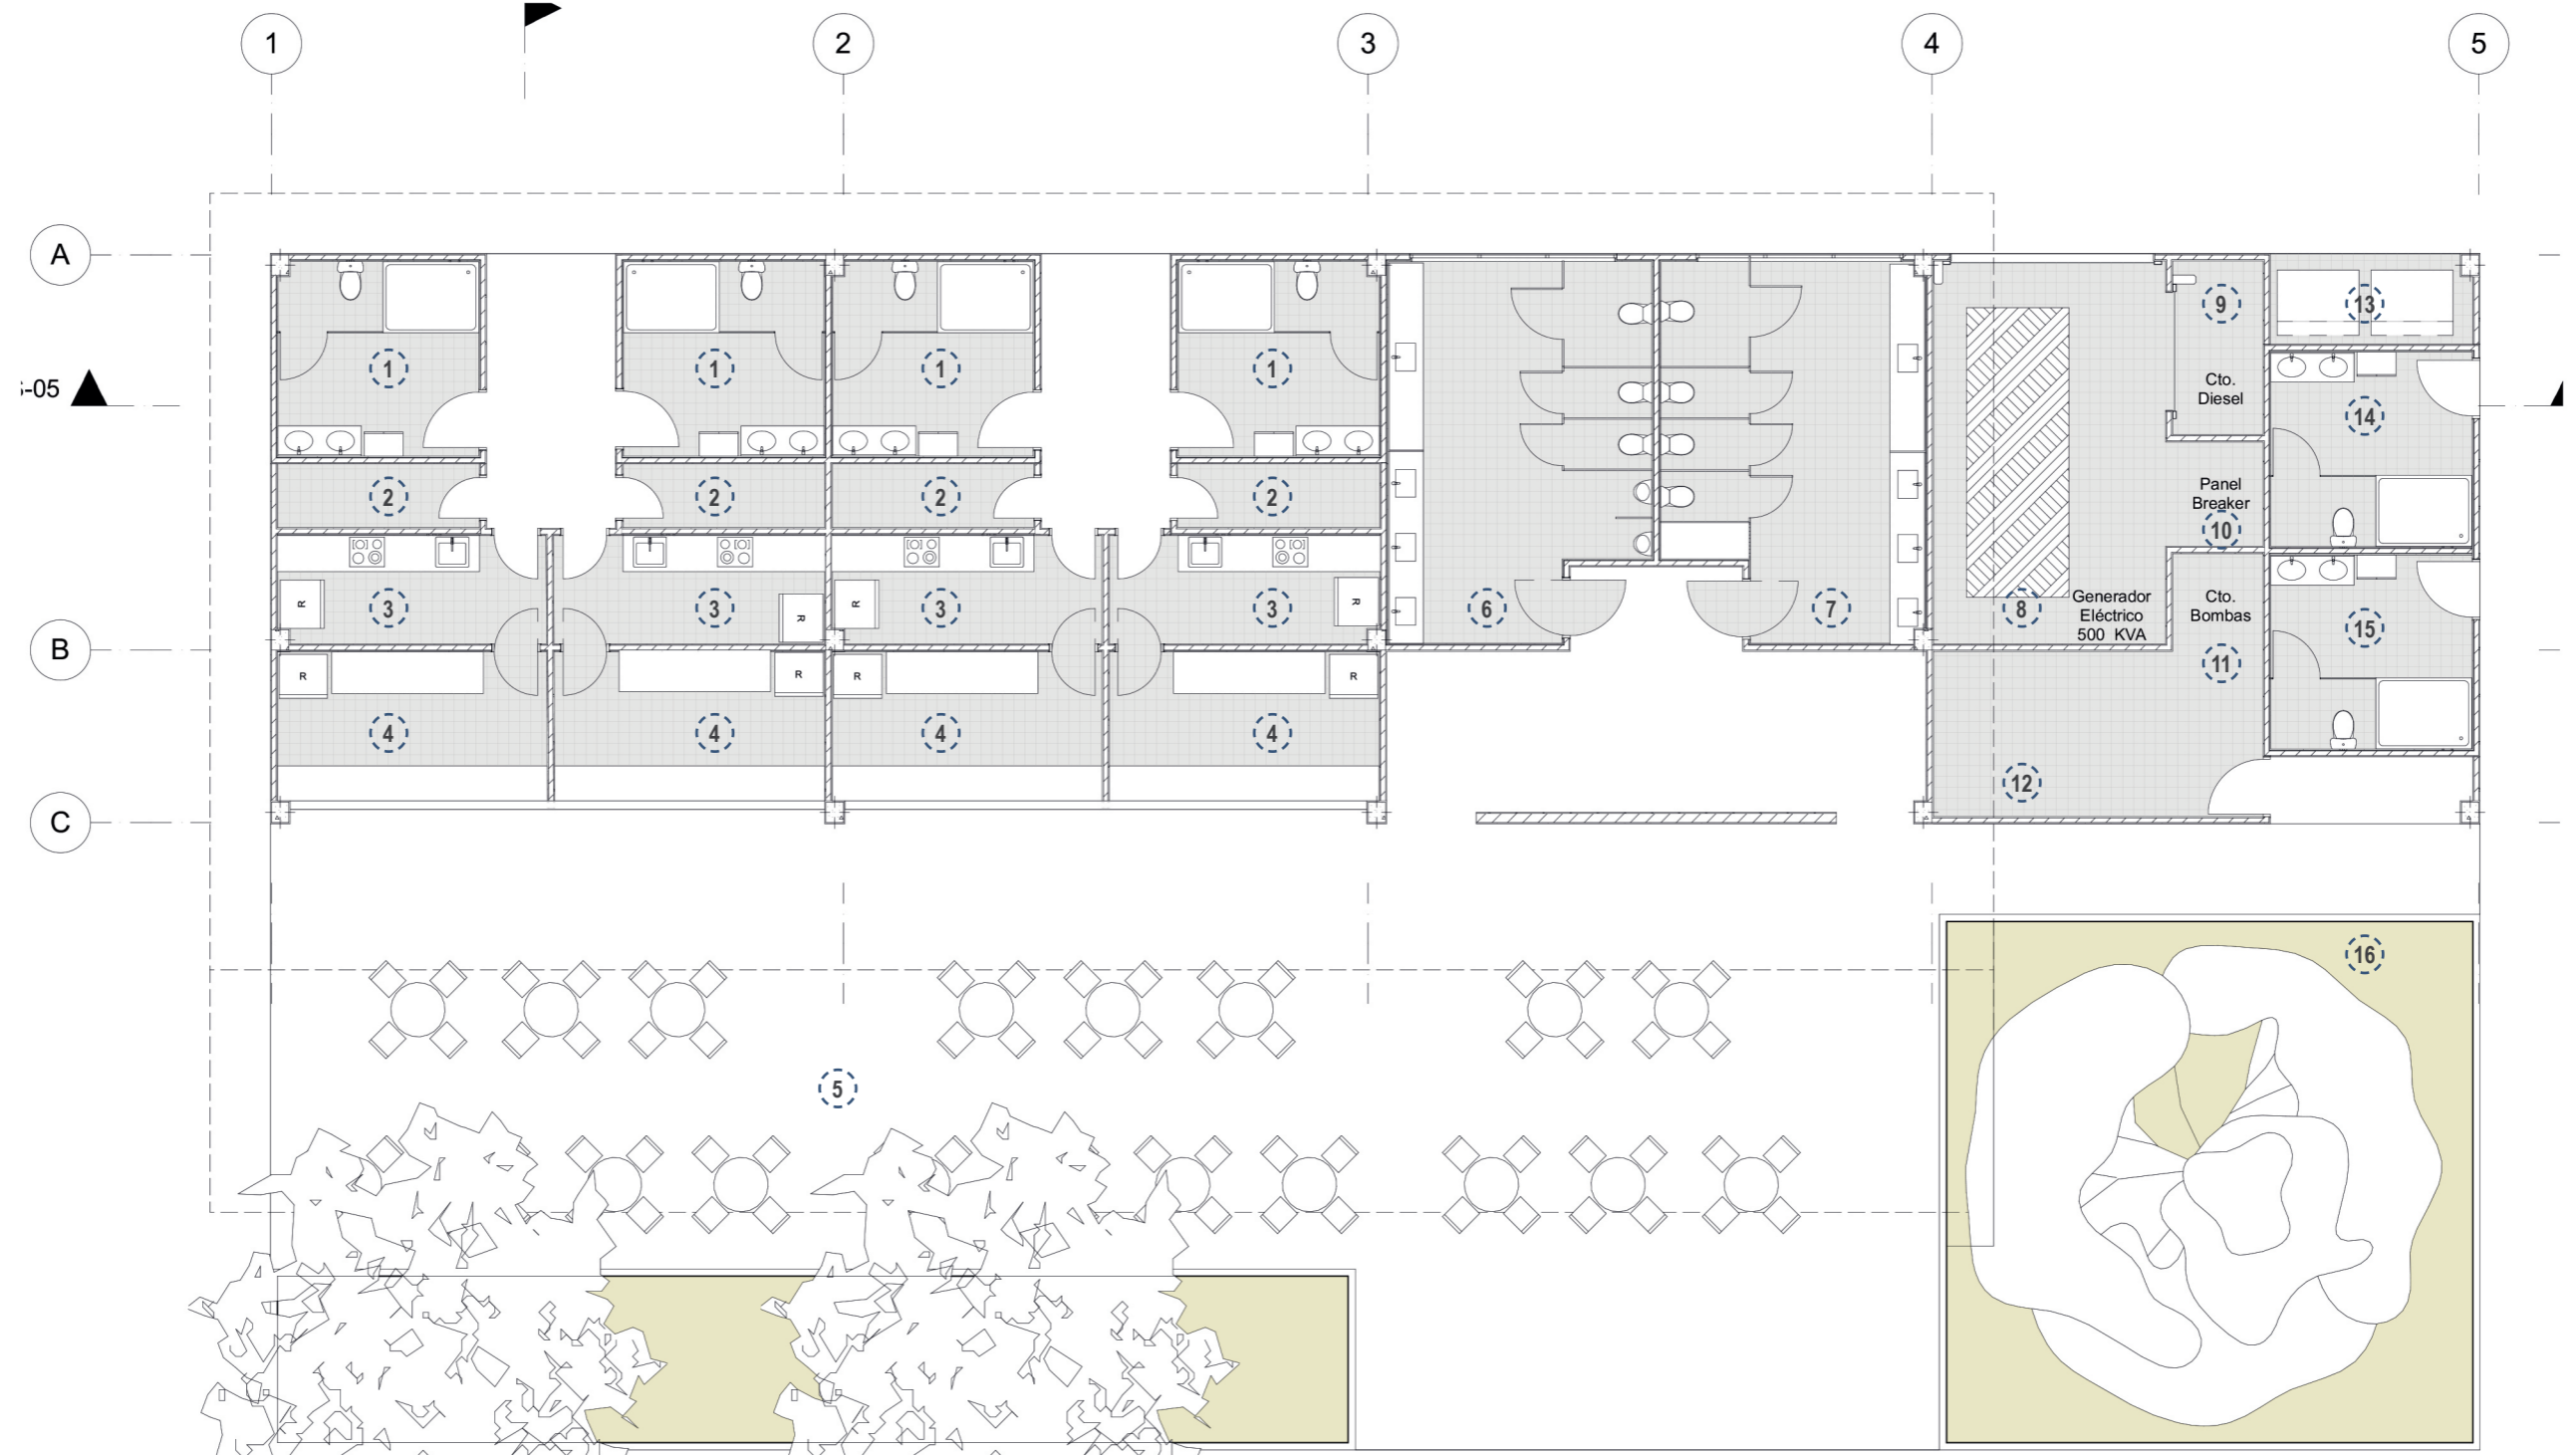 1 2 3 4 5
A
9 13
1 1 1 1
Cto.
Diesel
-05
14
2 2 2 2
Panel
Breaker
10
R 3 3 R R 3 3 R
6 7 8
Generador
Eléctrico
500 KVA
Cto.
Bombas
15
B
11
R R R R
4 4 4 4
12
C
16
5